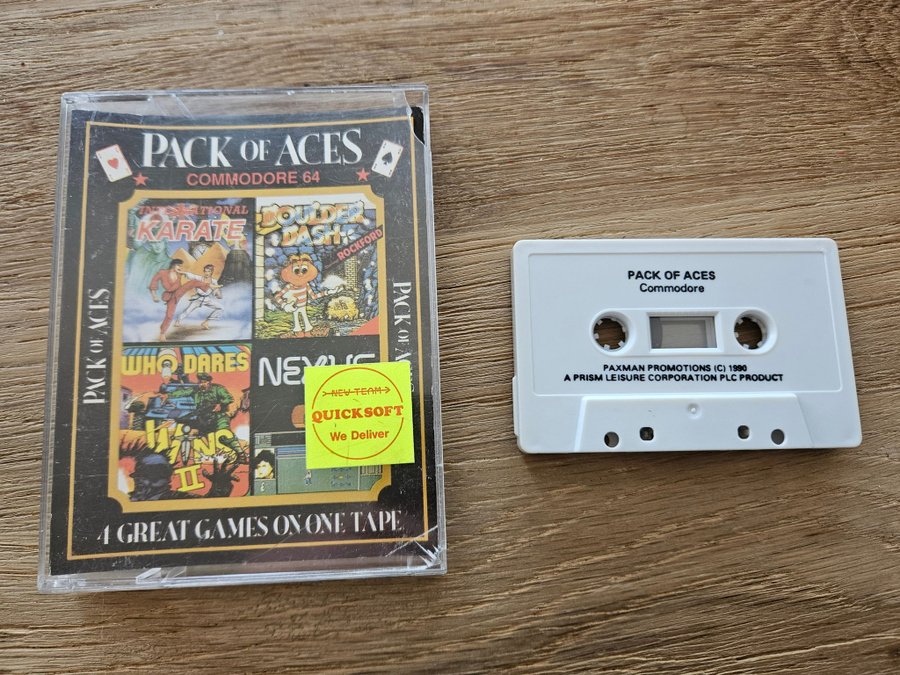 PACK OF ACES
COMMODORE 64
INTERNATIONAL
KARATE
BOULDER
DASH
ROCKFORD
PACK OF ACES
PACK OF
WHO DARES
WINS
II
NEXUS
NEW TEAM
QUICKSOFT
We Deliver
4 GREAT GAMES ON ONE TAPE
PACK OF ACES
Commodore
PAXMAN PROMOTIONS (C) 1990
A PRISM LEISURE CORPORATION PLC PRODUCT